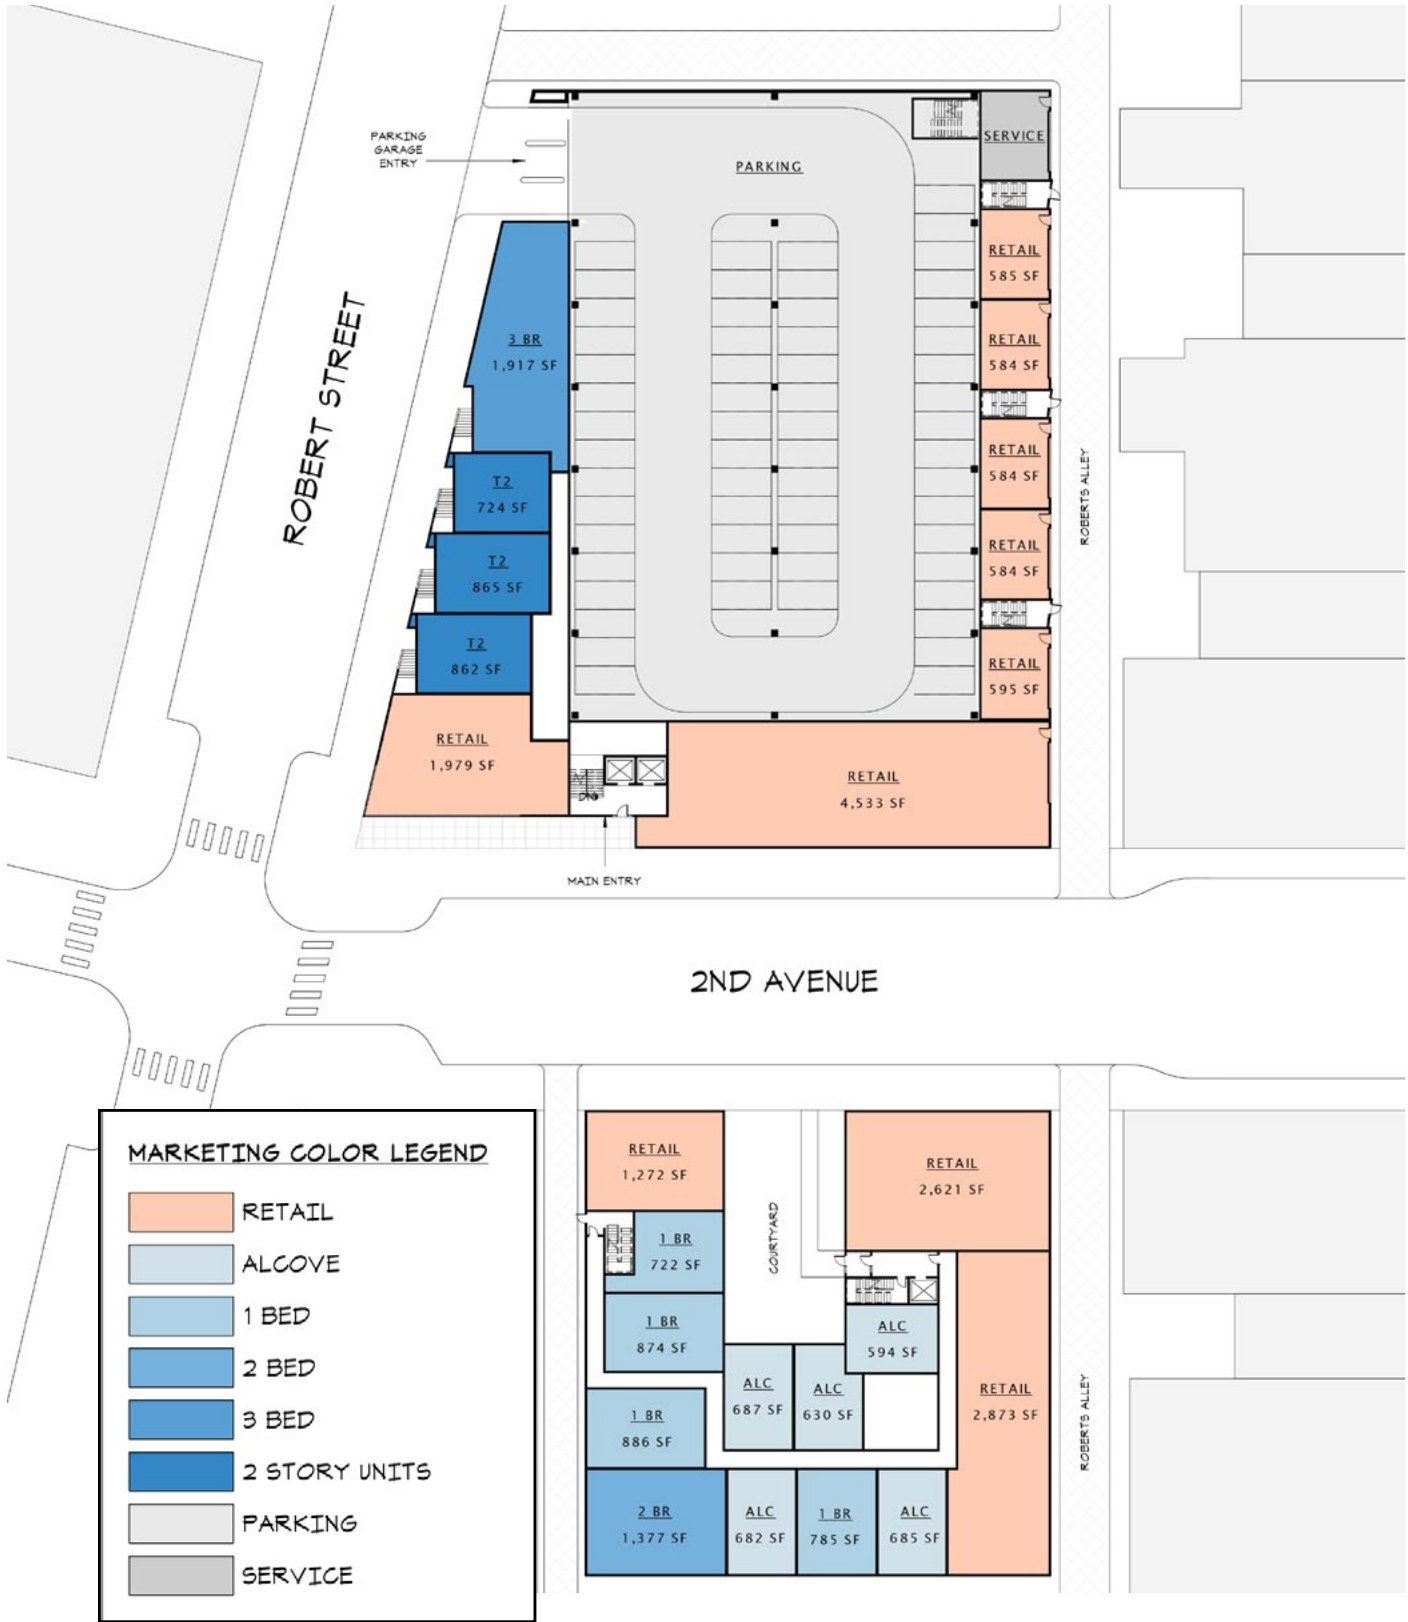 PARKING
GARAGE
ENTRY
PARKING
SERVICE
RETAIL
585 SF
RETAIL
584 SF
RETAIL
584 SF
RETAIL
584 SF
RETAIL
595 SF
ROBERTS ALLEY
ROBERT STREET
3 BR
1,917 SF
T2
724 SF
T2
865 SF
T2
862 SF
RETAIL
1,979 SF
DN
RETAIL
4,533 SF
MAIN ENTRY
2ND AVENUE
MARKETING COLOR LEGEND
RETAIL
ALCOVE
1 BED
2 BED
3 BED
2 STORY UNITS
PARKING
SERVICE
RETAIL
1,272 SF
COURTYARD
RETAIL
2,621 SF
1 BR
722 SF
1 BR
874 SF
ALC
594 SF
ALC
687 SF
ALC
630 SF
RETAIL
2,873 SF
1 BR
886 SF
2 BR
1,377 SF
ALC
682 SF
1 BR
785 SF
ALC
685 SF
ROBERTS ALLEY